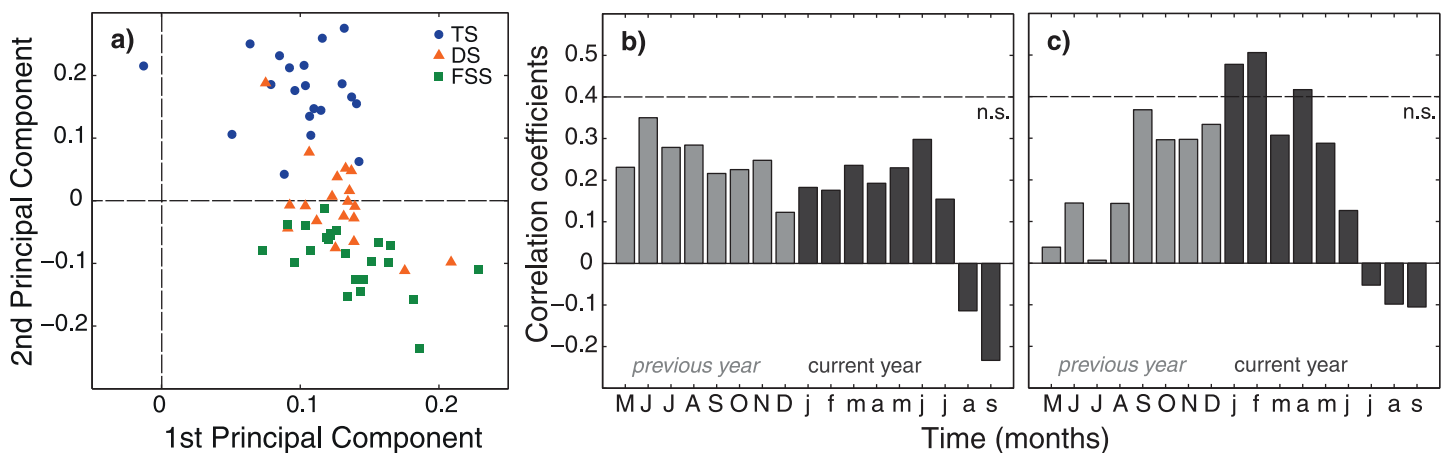 a)
TS
DS
FSS
2nd Principal Component
0.2
0.1
0
−0.1
−0.2
0
0.1
0.2
1st Principal Component
b)
Correlation coefficients
0.5
0.4
0.3
0.2
0.1
0
−0.1
−0.2
n.s.
previous year
current year
M J J A S O N D j f m a m j j a s
c)
n.s.
previous year
current year
M J J A S O N D j f m a m j j a s
Time (months)